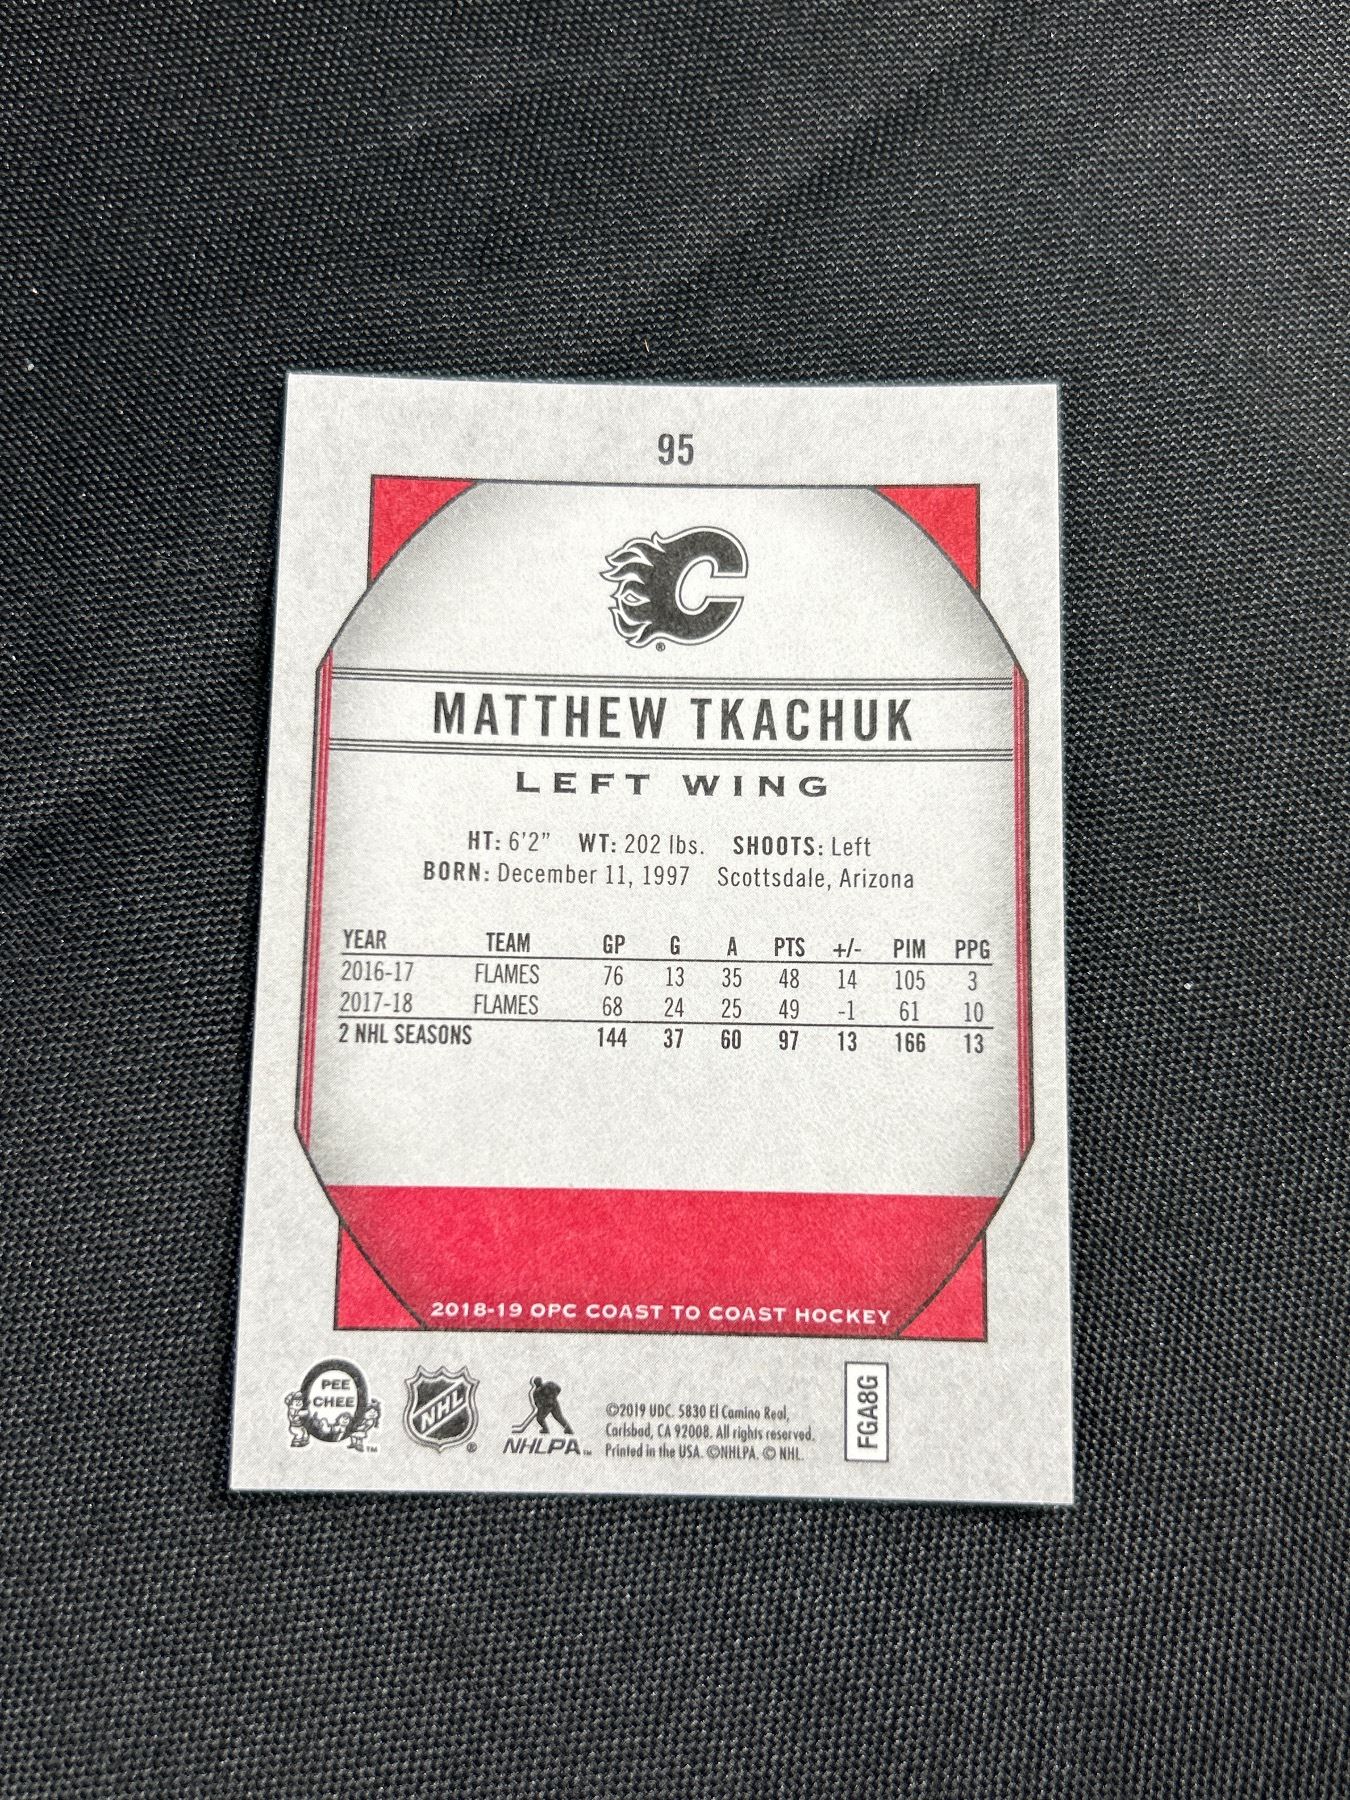 95
®
MATTHEW TKACHUK
LEFT WING
HT: 6'2" WT: 202 lbs. SHOOTS: Left
BORN: December 11, 1997 Scottsdale, Arizona
YEAR TEAM GP G A PTS +/- PIM PPG
2016-17 FLAMES 76 13 35 48 14 105 3
2017-18 FLAMES 68 24 25 49 -1 61 10
2 NHL SEASONS 144 37 60 97 13 166 13
2018-19 OPC COAST TO COAST HOCKEY
PEE
CHEE
TM
NHL
®
NHLPA™
©2019 UDC. 5830 El Camino Real,
Carlsbad, CA 92008. All rights reserved.
Printed in the USA. ©NHLPA. © NHL.
FGA8G